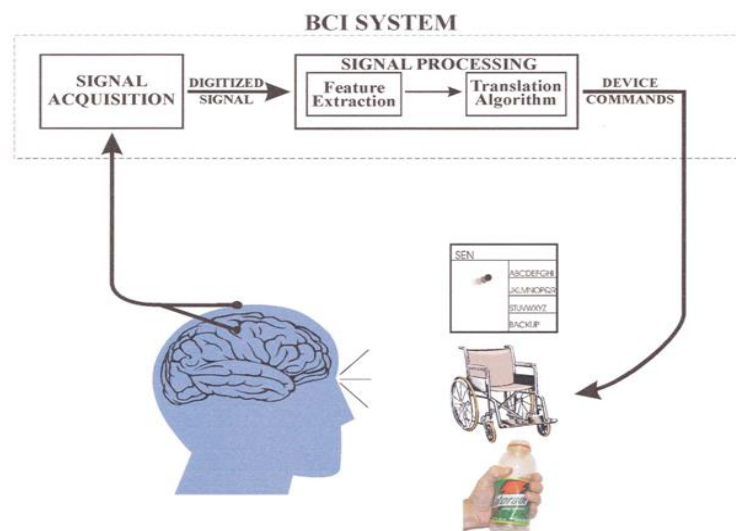 BCI SYSTEM
SIGNAL
ACQUISITION
DIGITIZED
SIGNAL
SIGNAL PROCESSING
Feature
Extraction
Translation
Algorithm
DEVICE
COMMANDS
SEN
ABCDEFGHI
JKLMNOPQR
STUVWXYZ
BACKUP